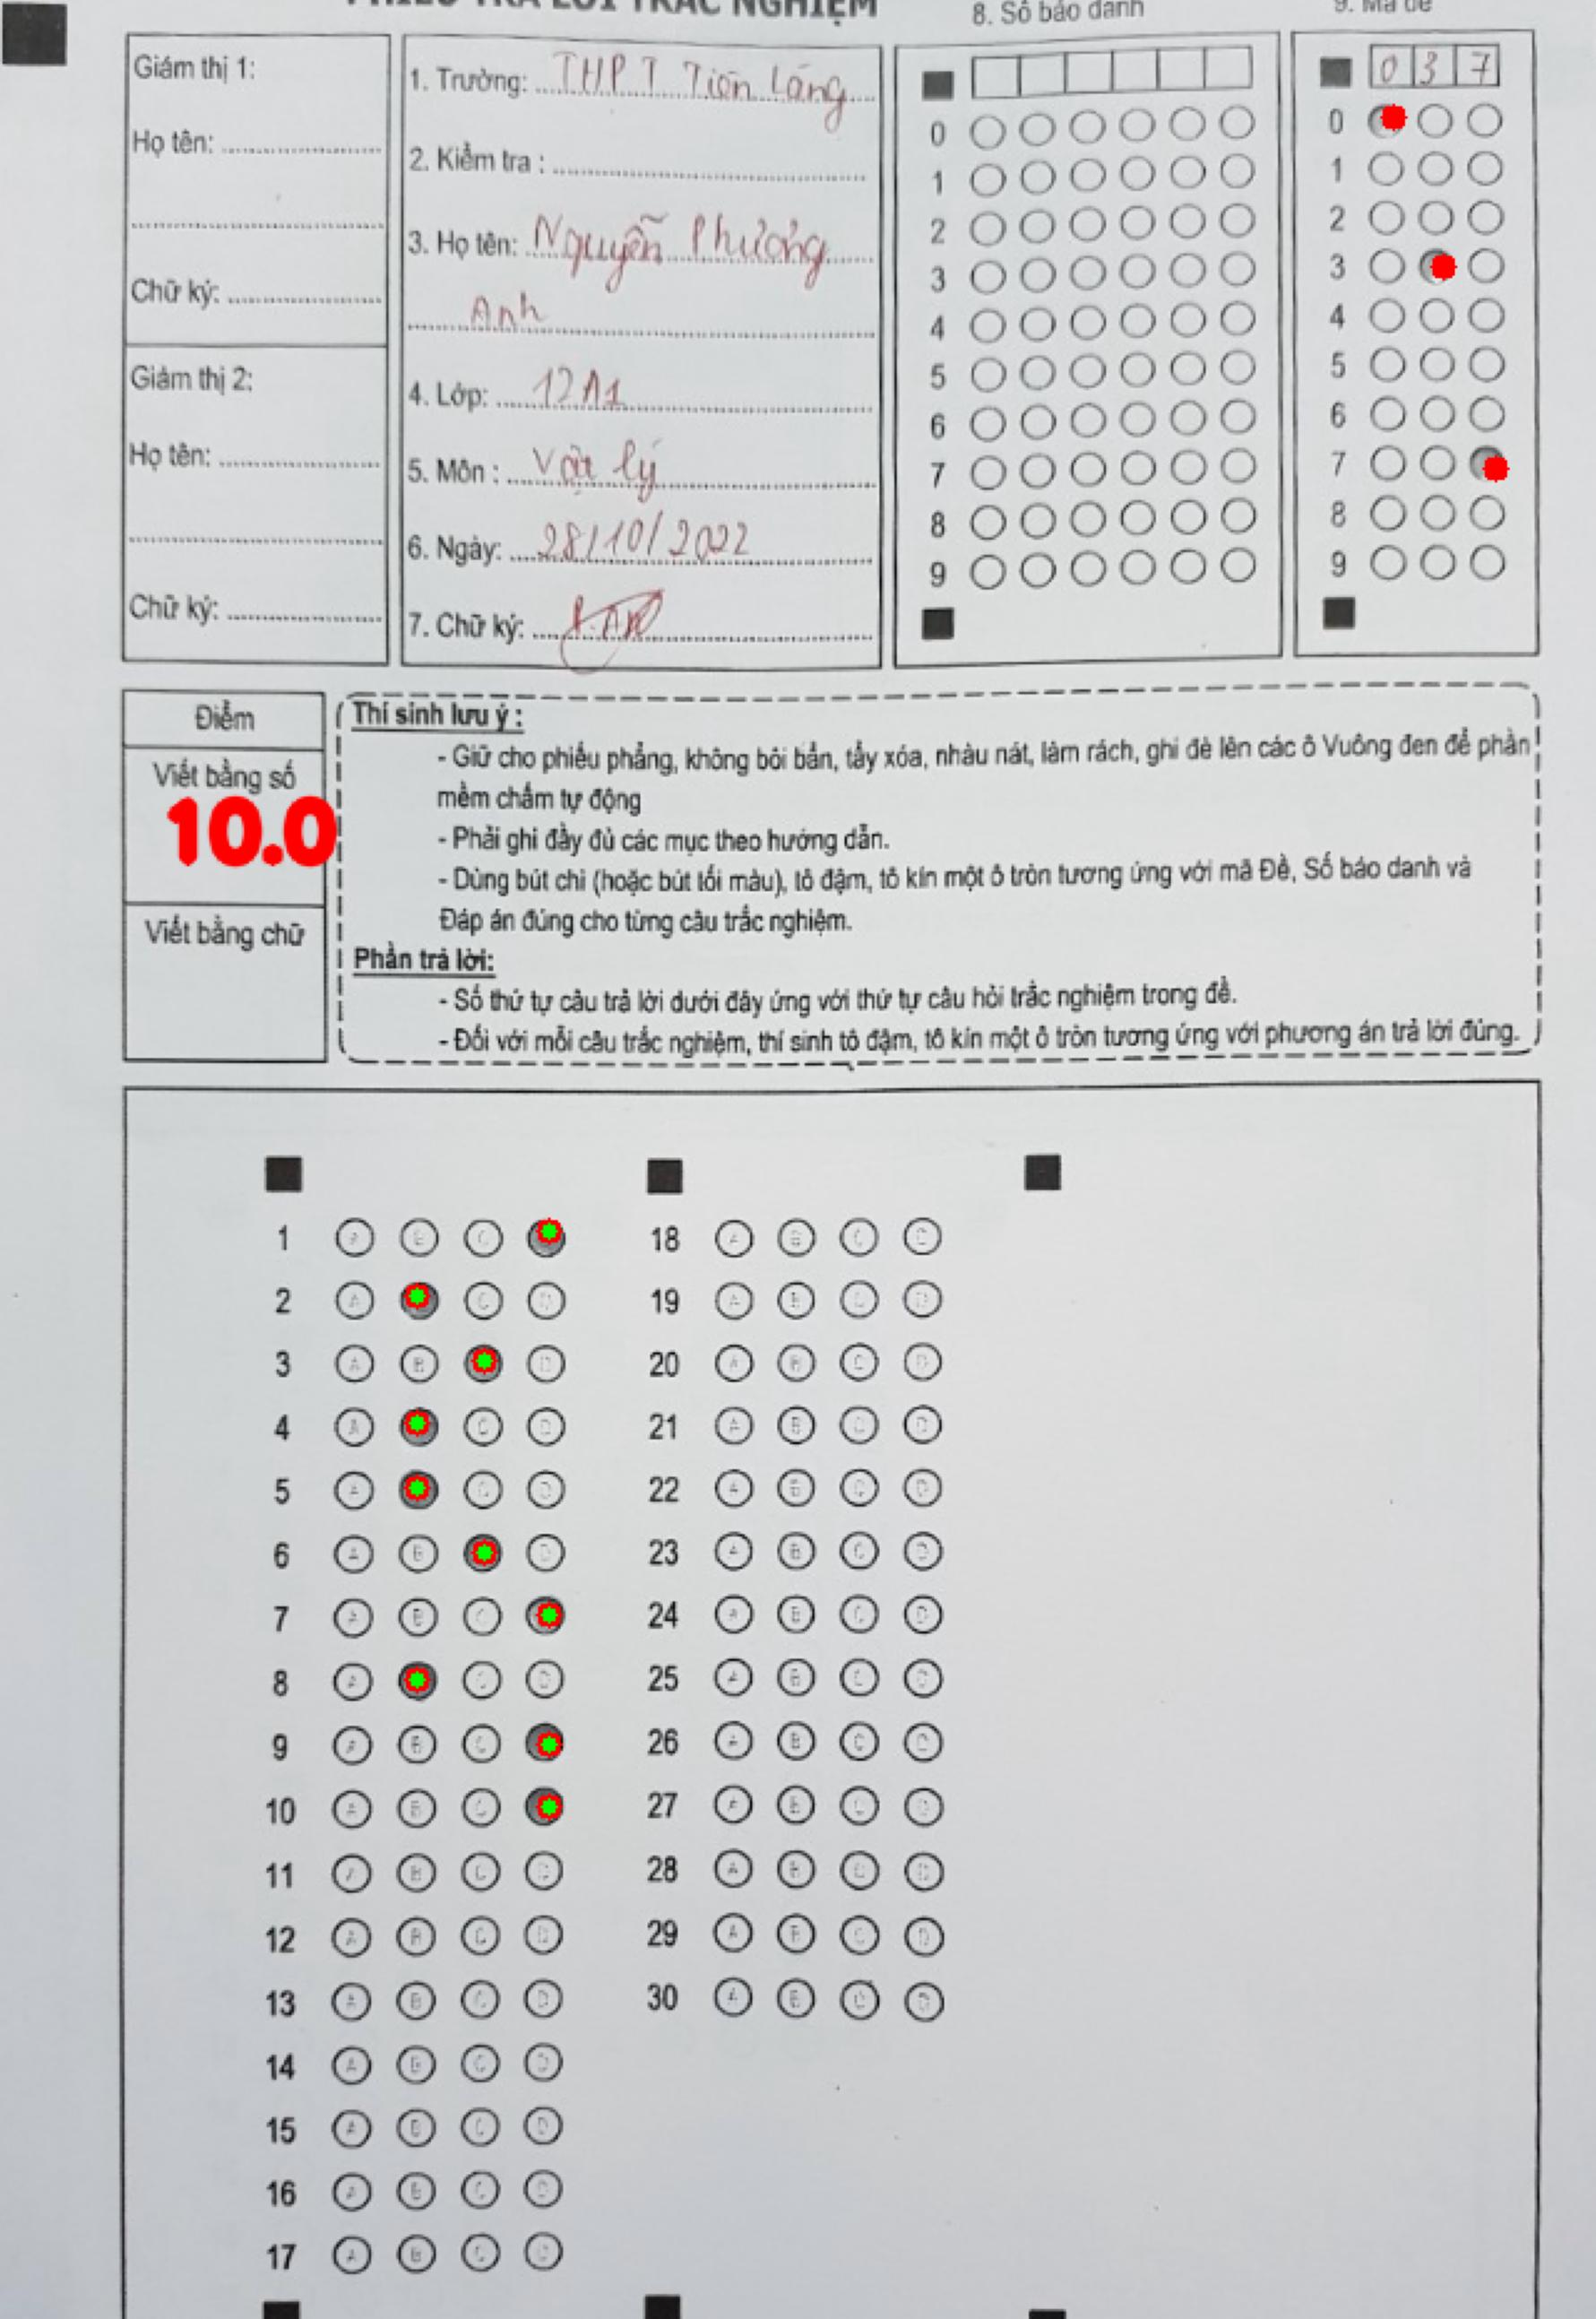 PHIẾU TRẢ LỜI TRẮC NGHIỆM
8. Số báo danh
9. Mã đề
Giám thị 1:
Họ tên:
Chữ ký:
Giám thị 2:
Họ tên:
Chữ ký:
1. Trường: THPT Tiên Lãng
2. Kiểm tra :
3. Họ tên: Nguyễn Phương
Anh
4. Lớp: 12A1
5. Môn : Vật lý
6. Ngày: 28/10/2022
7. Chữ ký: P.Anh
0
1
2
3
4
5
6
7
8
9
0 3 7
0
1
2
3
4
5
6
7
8
9
Điểm
Viết bằng số
10.0
Viết bằng chữ
Thí sinh lưu ý :
- Giữ cho phiếu phẳng, không bôi bẩn, tẩy xóa, nhàu nát, làm rách, ghi đè lên các ô Vuông đen để phần
mềm chấm tự động
- Phải ghi đầy đủ các mục theo hướng dẫn.
- Dùng bút chì (hoặc bút tối màu), tô đậm, tô kín một ô tròn tương ứng với mã Đề, Số báo danh và
Đáp án đúng cho từng câu trắc nghiệm.
Phần trả lời:
- Số thứ tự câu trả lời dưới đây ứng với thứ tự câu hỏi trắc nghiệm trong đề.
- Đối với mỗi câu trắc nghiệm, thí sinh tô đậm, tô kín một ô tròn tương ứng với phương án trả lời đúng.
1 A B C
2 A C D
3 A B D
4 A C D
5 A C D
6 A B D
7 A B C
8 A C D
9 A B C
10 A B C
11 A B C D
12 A B C D
13 A B C D
14 A B C D
15 A B C D
16 A B C D
17 A B C D
18 A B C D
19 A B C D
20 A B C D
21 A B C D
22 A B C D
23 A B C D
24 A B C D
25 A B C D
26 A B C D
27 A B C D
28 A B C D
29 A B C D
30 A B C D